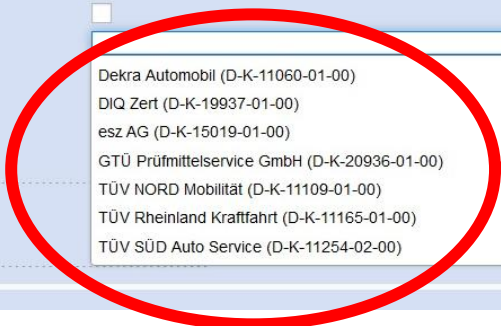 Dekra Automobil (D-K-11060-01-00)
DIQ Zert (D-K-19937-01-00)
esz AG (D-K-15019-01-00)
GTÜ Prüfmittelservice GmbH (D-K-20936-01-00)
TÜV NORD Mobilität (D-K-11109-01-00)
TÜV Rheinland Kraftfahrt (D-K-11165-01-00)
TÜV SÜD Auto Service (D-K-11254-02-00)